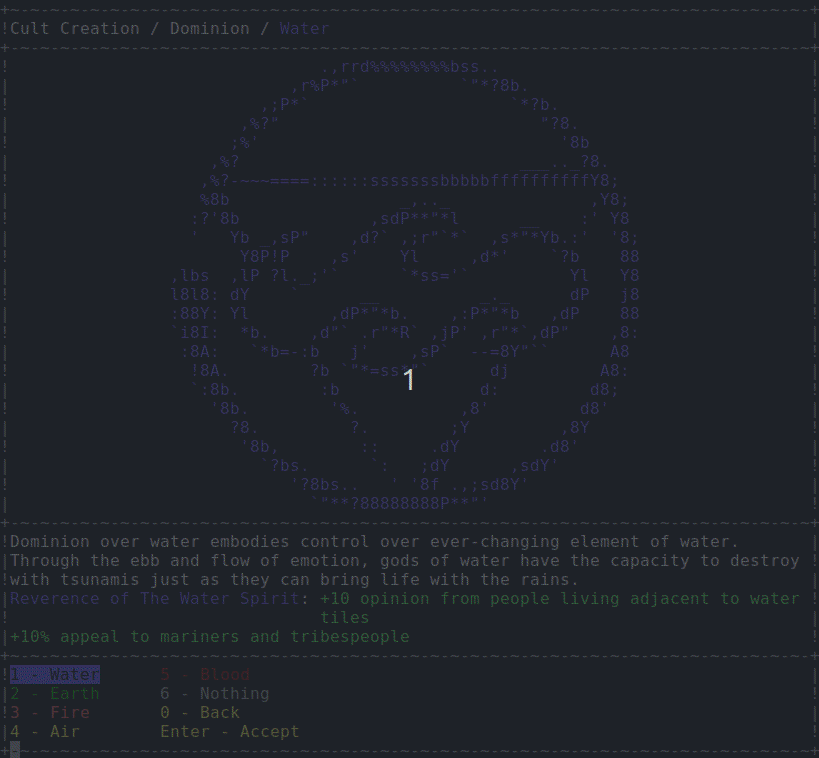 Cult Creation / Dominion / Water
1
Dominion over water embodies control over ever-changing element of water.
Through the ebb and flow of emotion, gods of water have the capacity to destroy
with tsunamis just as they can bring life with the rains.
Reverence of The Water Spirit: +10 opinion from people living adjacent to water
tiles
+10% appeal to mariners and tribespeople
1 - Water 5 - Blood
2 - Earth 6 - Nothing
3 - Fire 0 - Back
4 - Air Enter - Accept